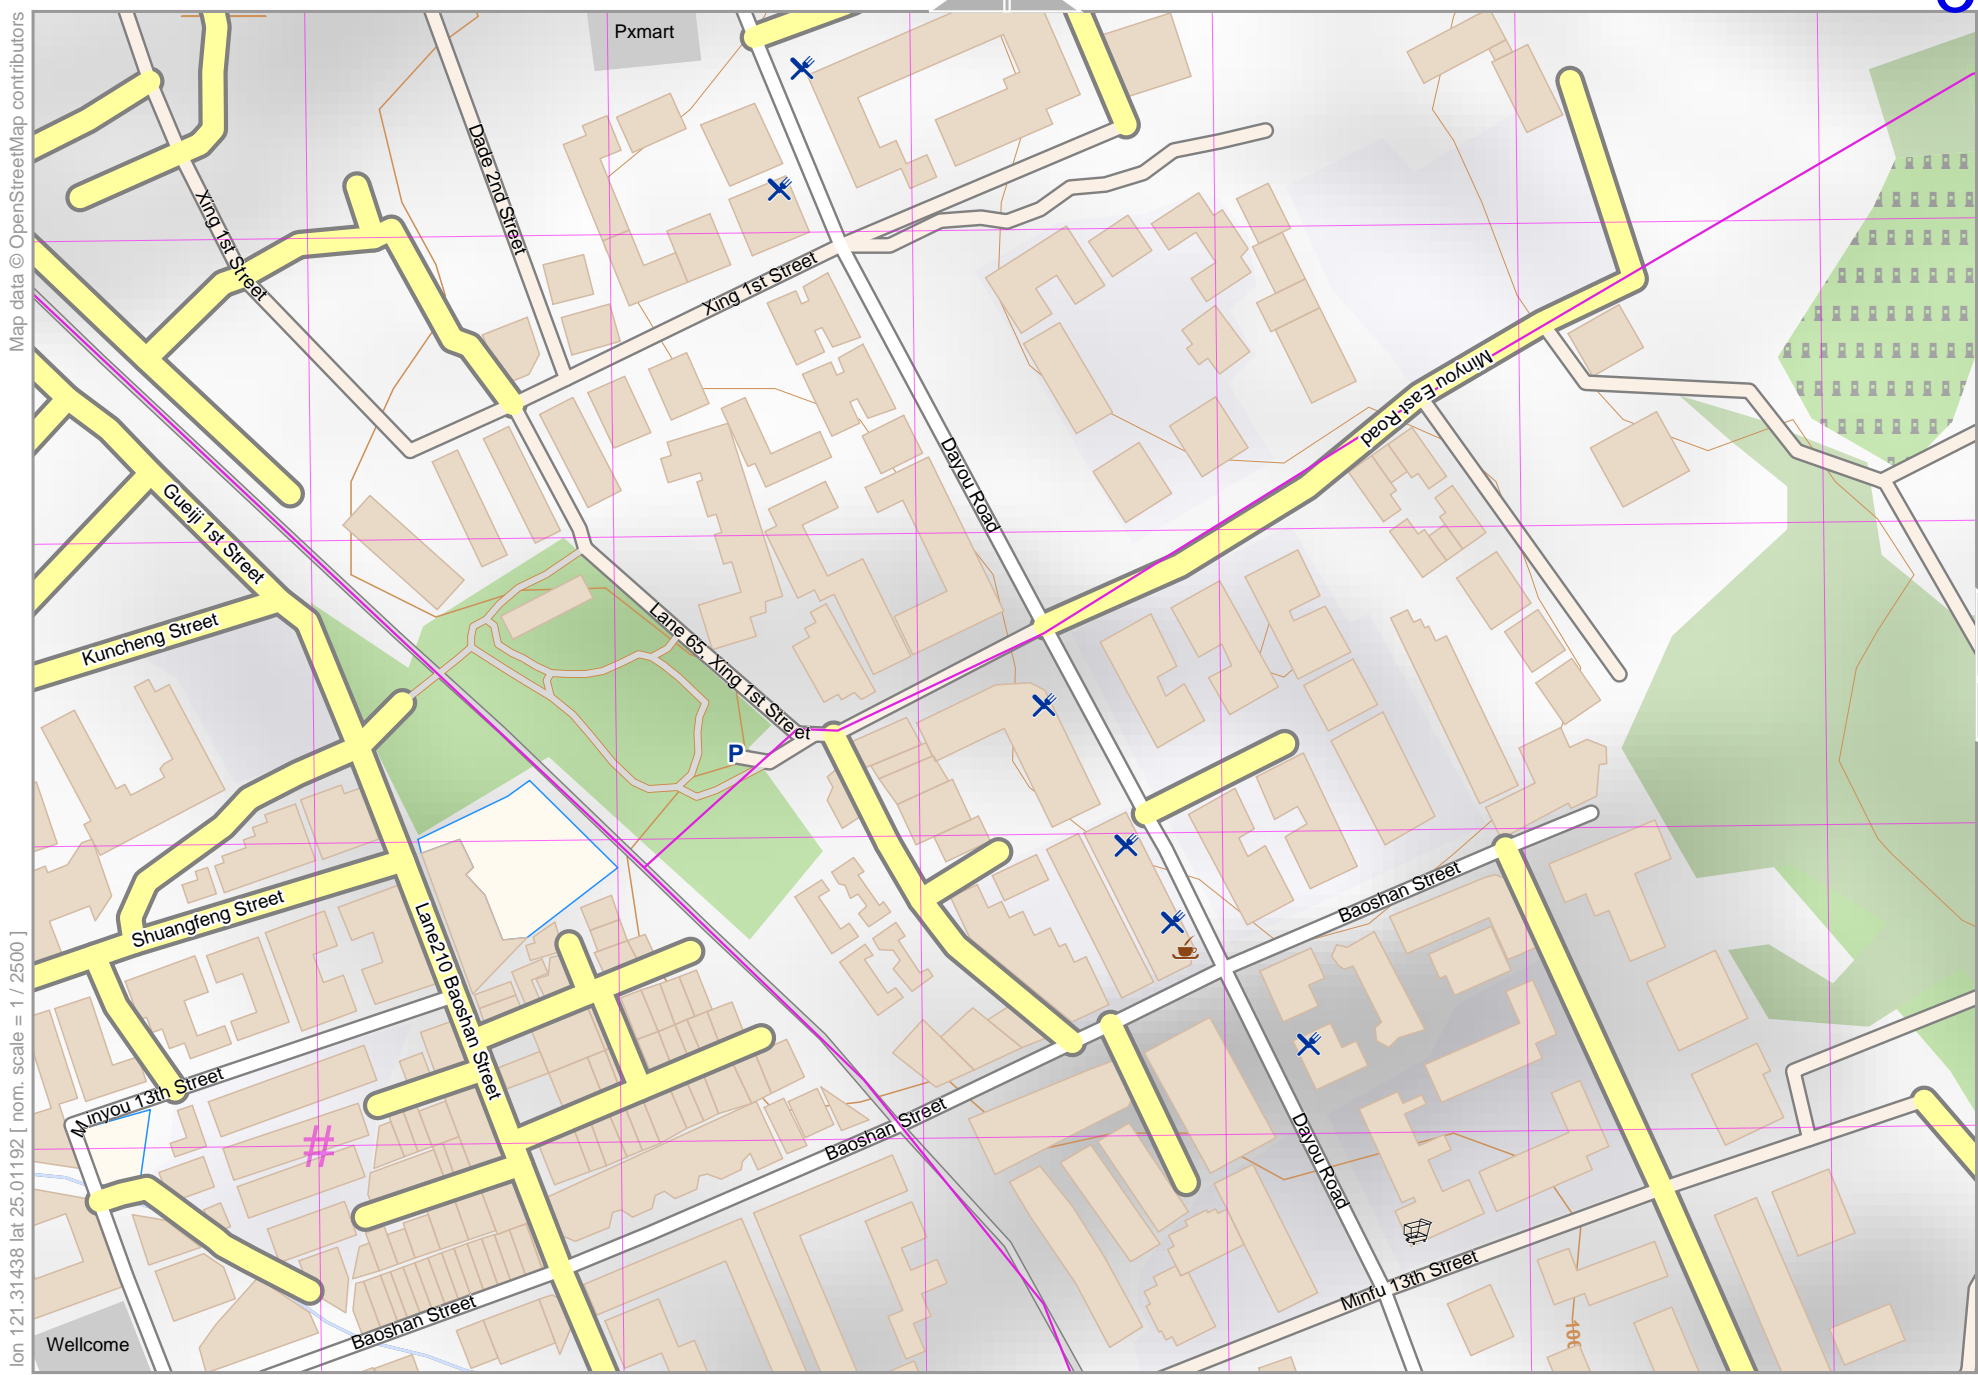 Map data © OpenStreetMap contributors
Pxmart
Dade 2nd Street
Xing 1st Street
Xing 1st Street
Minyou East Road
Dayou Road
Gueiji 1st Street
Kuncheng Street
Lane 65, Xing 1st Street
P
Shuangfeng Street
Baoshan Street
Lane210 Baoshan Street
Minyou 13th Street
#
Baoshan Street
Dayou Road
Minfu 13th Street
Baoshan Street
Wellcome
lon 121.31438 lat 25.01192 [ nom. scale = 1 / 2500 ]